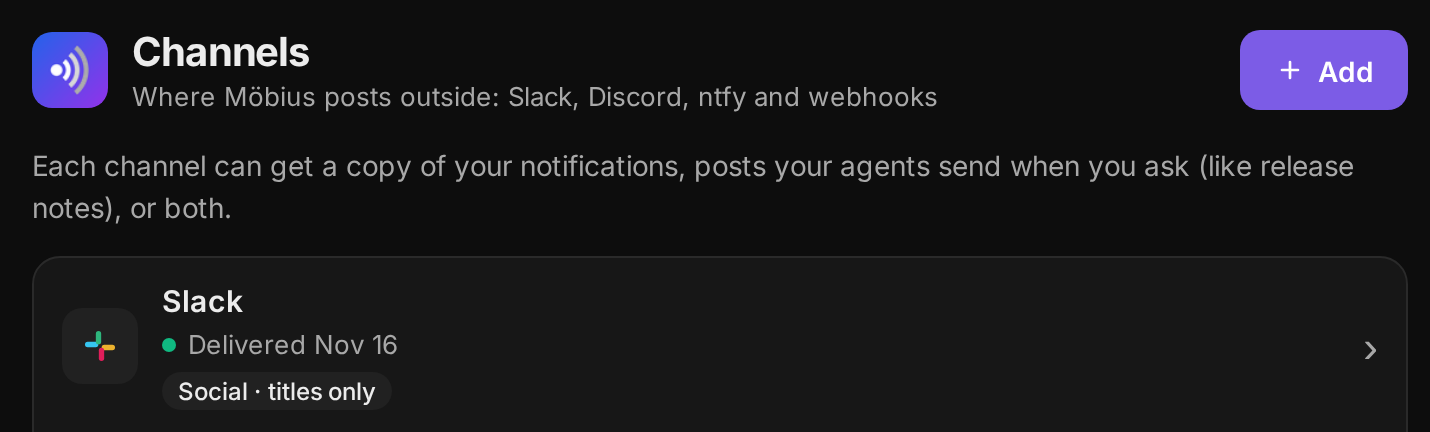 Channels
Where Möbius posts outside: Slack, Discord, ntfy and webhooks
+ Add
Each channel can get a copy of your notifications, posts your agents send when you ask (like release
notes), or both.
Slack
Delivered Nov 16
Social · titles only